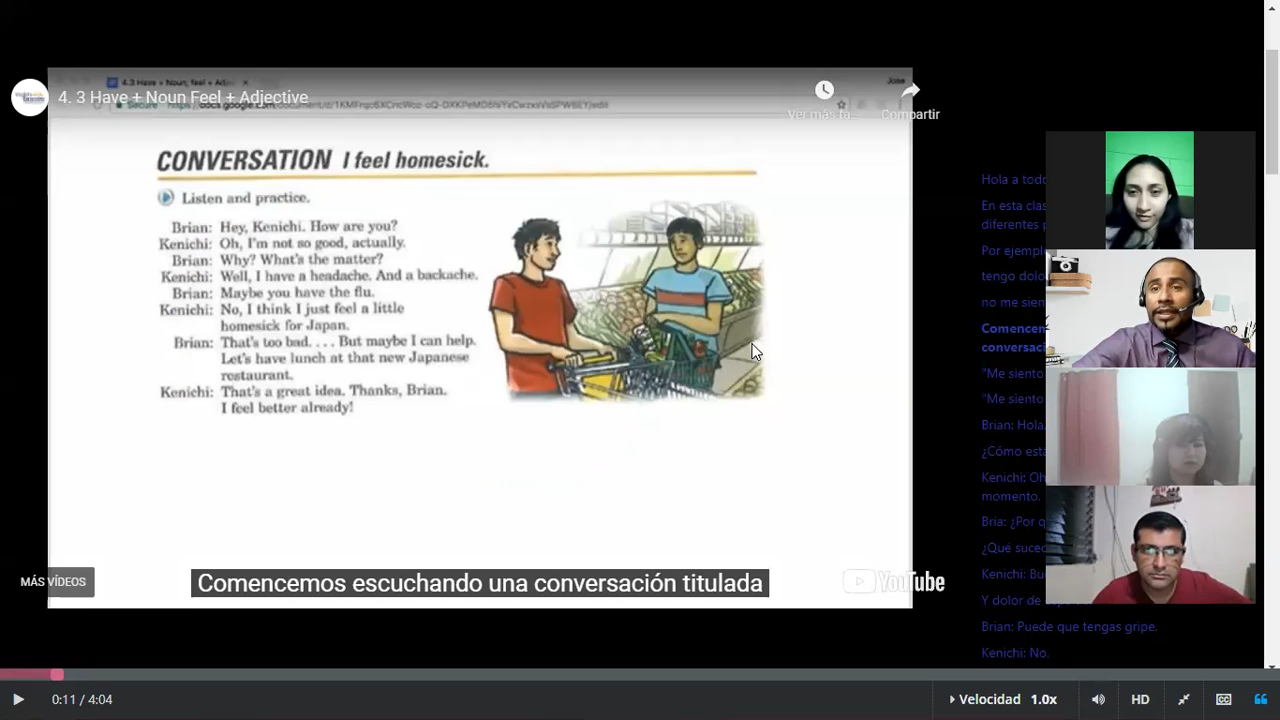 4. 3 Have + Noun Feel + Adjective
Ver más ta...
Compartir
CONVERSATION I feel homesick.
Listen and practice.
Brian: Hey, Kenichi. How are you?
Kenichi: Oh, I'm not so good, actually.
Brian: Why? What's the matter?
Kenichi: Well, I have a headache. And a backache.
Brian: Maybe you have the flu.
Kenichi: No, I think I just feel a little
homesick for Japan.
Brian: That's too bad. . . . But maybe I can help.
Let's have lunch at that new Japanese
restaurant.
Kenichi: That's a great idea. Thanks, Brian.
I feel better already!
MÁS VÍDEOS
Comencemos escuchando una conversación titulada
YouTube
Hola a todo
En esta clas
diferentes p
Por ejempl
tengo dolo
no me sien
Comencem
conversaci
"Me siento
"Me siento
Brian: Hola.
¿Cómo esta
Kenichi: Oh
momento.
Bria: ¿Por q
¿Qué suced
Kenichi: Bu
Y dolor de
Brian: Puede que tengas gripe.
Kenichi: No.
0:11 / 4:04
Velocidad 1.0x
HD
CC